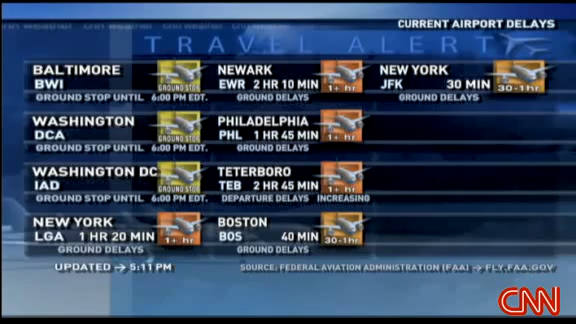 CURRENT AIRPORT DELAYS
TRAVEL ALERT
BALTIMORE
BWI
GROUND STOP
GROUND STOP UNTIL 6:00 PM EDT.
NEWARK
EWR 2 HR 10 MIN
1+ hr
GROUND DELAYS
NEW YORK
JFK 30 MIN
30-1hr
GROUND DELAYS
WASHINGTON
DCA
GROUND STOP
GROUND STOP UNTIL 6:00 PM EDT.
PHILADELPHIA
PHL 1 HR 45 MIN
1+ hr
GROUND DELAYS
WASHINGTON DC
IAD
GROUND STOP
GROUND STOP UNTIL 6:00 PM EDT.
TETERBORO
TEB 2 HR 45 MIN
1+ hr
DEPARTURE DELAYS INCREASING
NEW YORK
LGA 1 HR 20 MIN
1+ hr
GROUND DELAYS
BOSTON
BOS 40 MIN
30-1hr
GROUND DELAYS
UPDATED → 5:11 PM
SOURCE: FEDERAL AVIATION ADMINISTRATION (FAA) → FLY.FAA.GOV
CNN